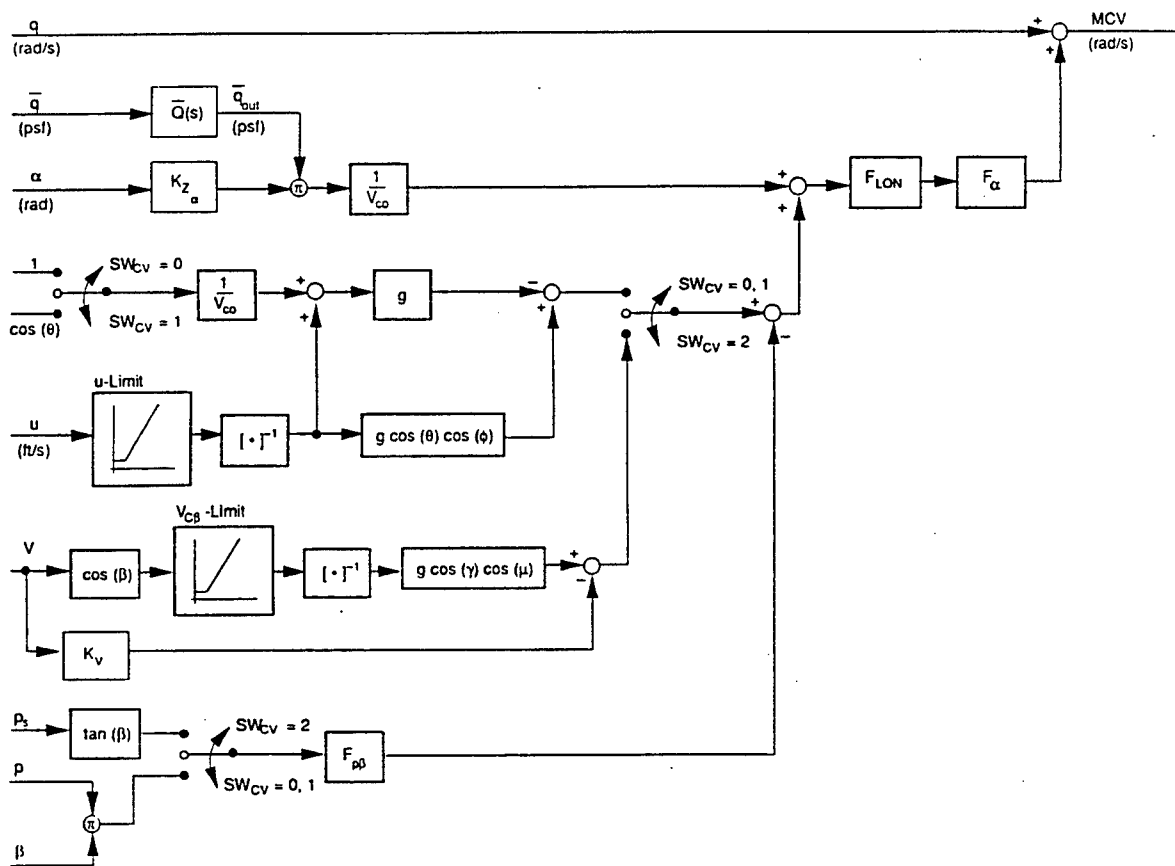 q
(rad/s)
+
+
MCV
(rad/s)
q̅
(psf)
Q̅(s)
q̅out
(psf)
α
(rad)
KZα
π
1
VCO
+
+
FLON
Fα
1
SWCV = 0
cos (θ)
SWCV = 1
1
VCO
+
+
g
−
+
SWCV = 0, 1
SWCV = 2
+
−
u-Limit
u
(ft/s)
[ • ]-1
g cos (θ) cos (ϕ)
VCβ -LImit
V
cos (β)
[ • ]-1
g cos (γ) cos (μ)
+
−
KV
ps
tan (β)
SWCV = 2
SWCV = 0, 1
Fpβ
p
π
β